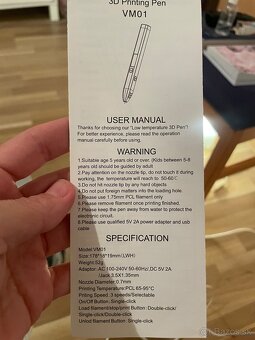 3D Printing Pen
VM01
USER MANUAL
Thanks for choosing our "Low temperature 3D Pen"!
For better experience, please read the operation
manual carefully before using.
WARNING
1.Suitable age 5 years old or over. (Kids between 5-8
years old should be guided by adult
2.Pay attention on the nozzle tip, do not touch it during
working, the temperature will reach to 50-60℃
3.Do not hit nozzle tip by any hard objects
4.Do not put foreign matters into the loading hole
5.Please use 1.75mm PCL filament only
6.Please remove filament once printing finished.
7.Please keep the pen away from water to protect the
electronic circuit.
8.Please use qualified 5V 2A power adapter and usb
cable
SPECIFICATION
Model:VM01
Size:178*18*16mm(LWH)
Weight:52g
Adaptor: AC 100-240V 50-60Hz/ DC 5V 2A
/Jack 3.5X1.35mm
Nozzle Diameter: 0.7mm
Printing Temperature:PCL 65-95°C
Pnting Speed: 3 speeds/Selectable
On/Off Button: Single-click
Load filament/motor off/print Button: Double-click/
Single-click/Double-click
Unload filament Button: Single-click
bazos.sk